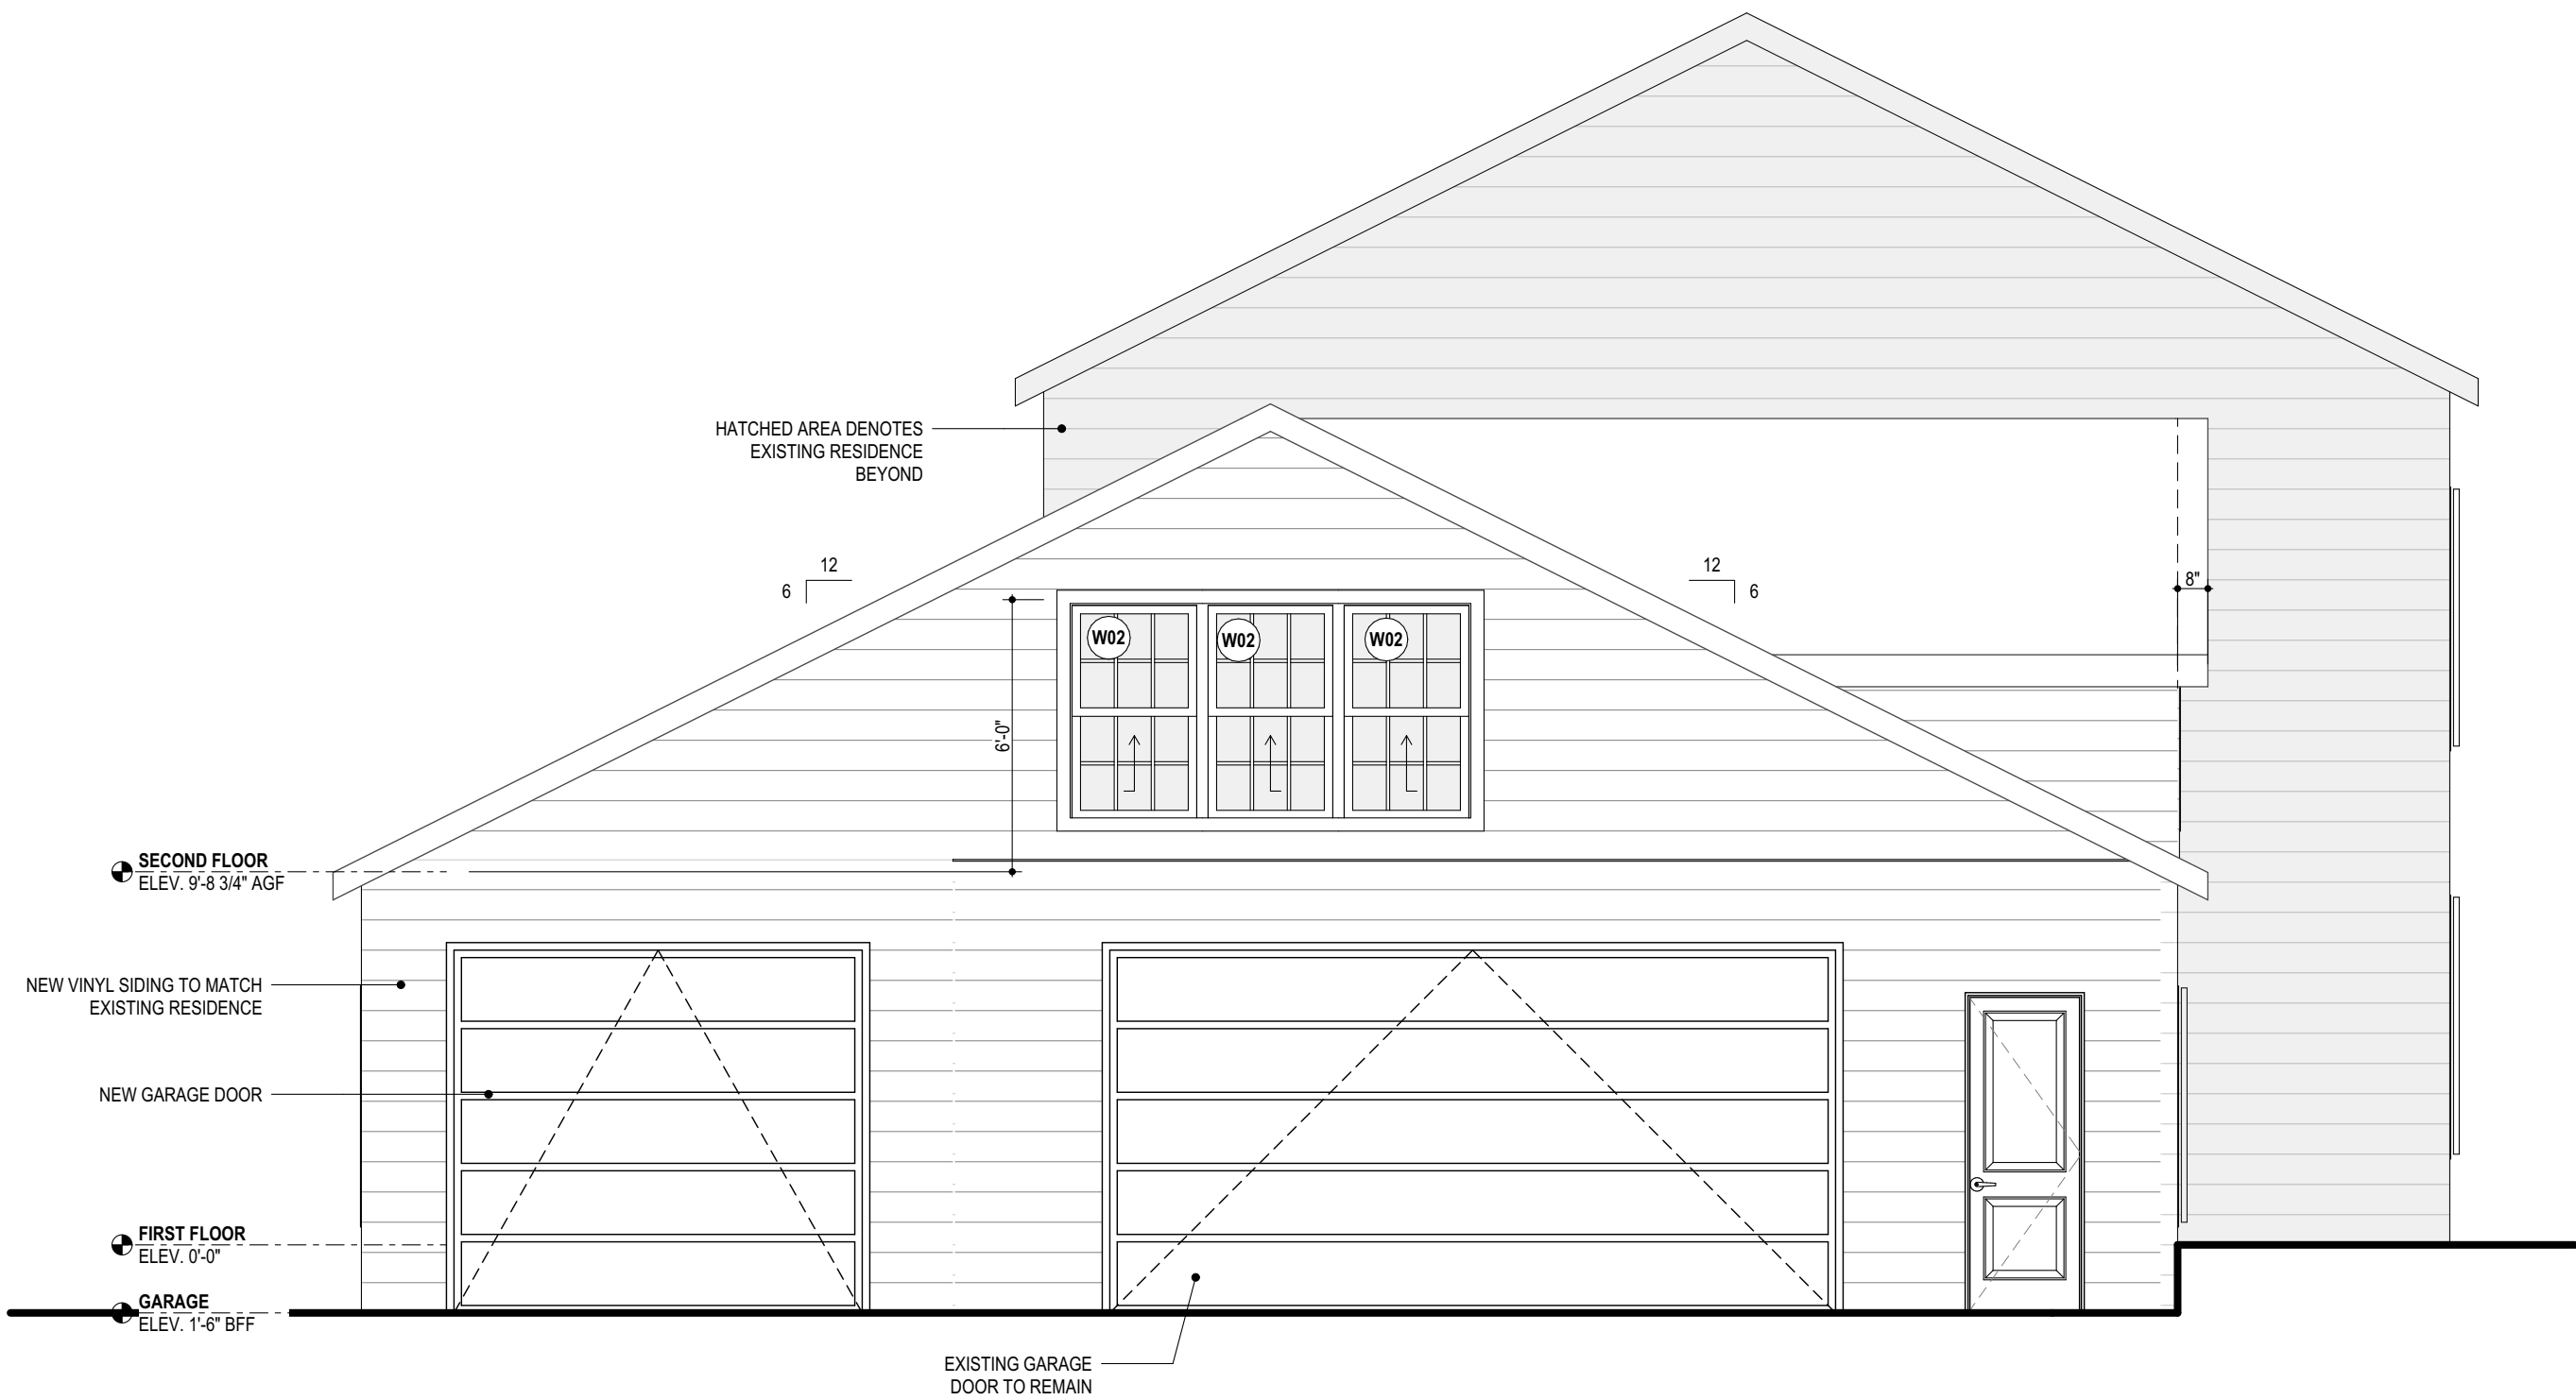 HATCHED AREA DENOTES
EXISTING RESIDENCE
BEYOND
12
6
12
6
8"
W02
W02
W02
6'-0"
SECOND FLOOR
ELEV. 9'-8 3/4" AGF
NEW VINYL SIDING TO MATCH
EXISTING RESIDENCE
NEW GARAGE DOOR
FIRST FLOOR
ELEV. 0'-0"
GARAGE
ELEV. 1'-6" BFF
EXISTING GARAGE
DOOR TO REMAIN